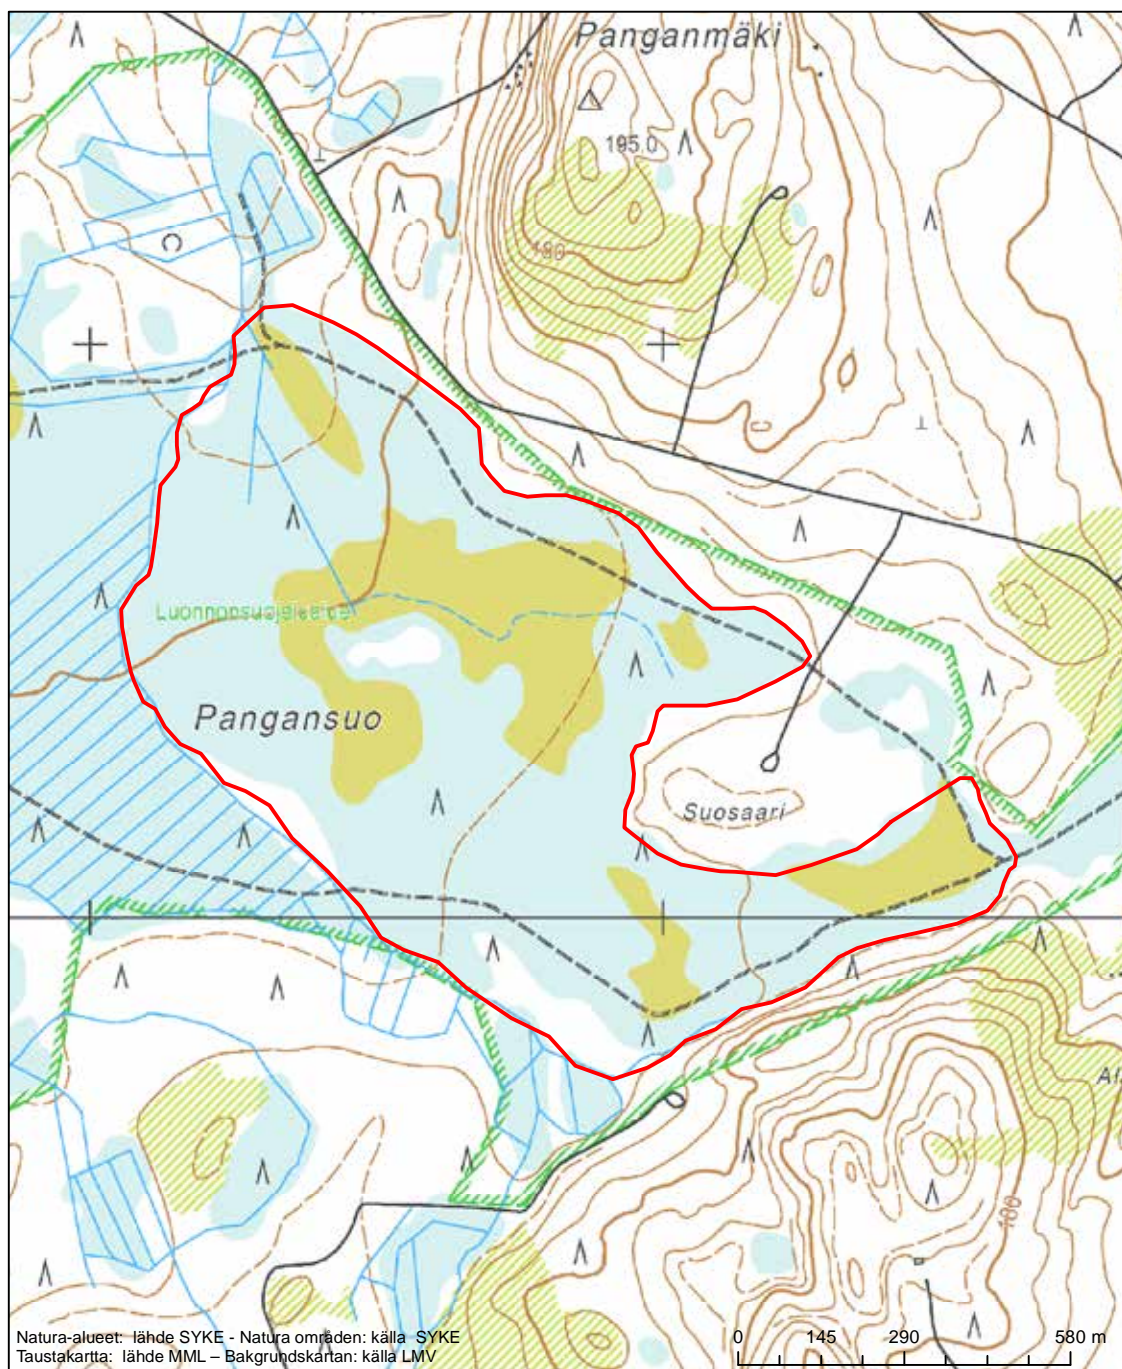 Panganmäki
195.0
180
Luonnonsuojelualue
Pangansuo
Suosaari
180
Natura-alueet: lähde SYKE - Natura områden: källa SYKE
Taustakartta: lähde MML – Bakgrundskartan: källa LMV
0 145 290 580 m